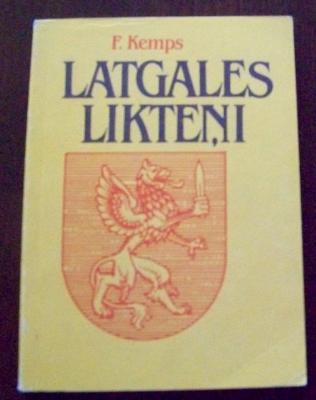 F. Kemps
LATGALES
LIKTEŅI